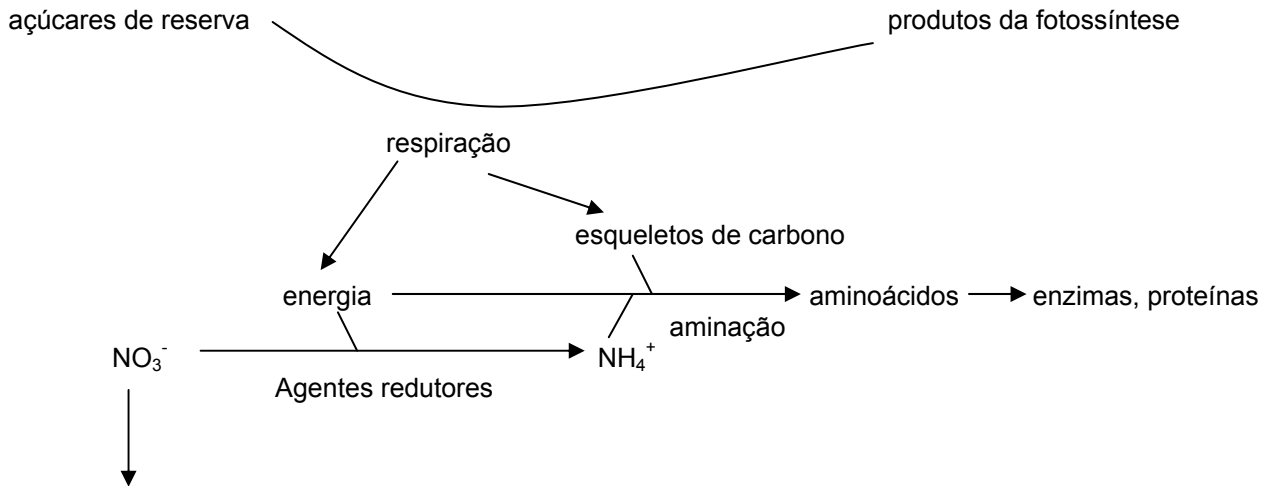 açúcares de reserva
produtos da fotossíntese
respiração
esqueletos de carbono
energia
aminoácidos
enzimas, proteínas
aminação
NO₃⁻
NH₄⁺
Agentes redutores